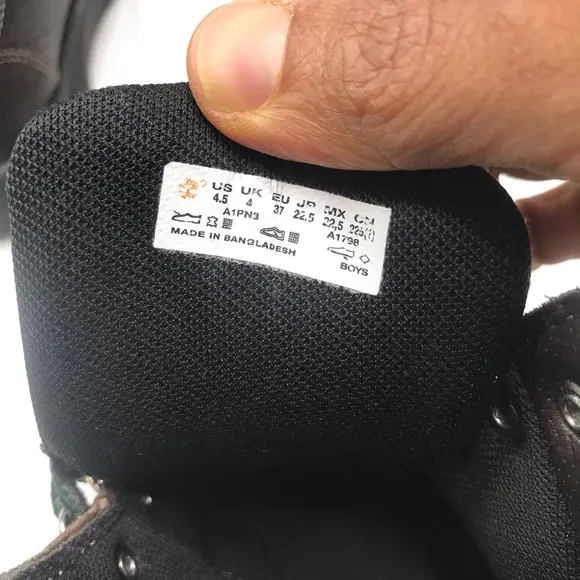 US UK EU JP MX CN
4.5 4 37 22.5 22,5 225(1)
A1PN3 A1798
MADE IN BANGLADESH
BOYS